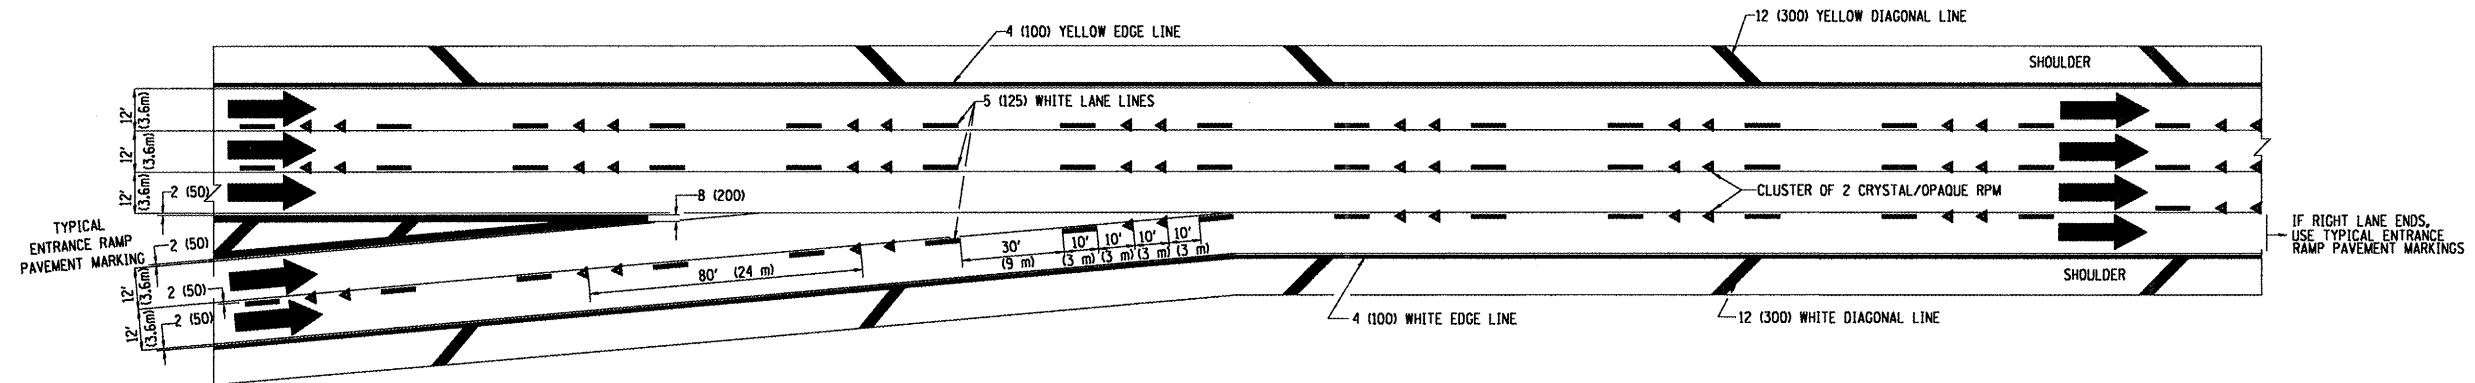 12 (300) YELLOW DIAGONAL LINE
4 (100) YELLOW EDGE LINE
SHOULDER
12'
(3.6m)
5 (125) WHITE LANE LINES
12'
(3.6m)
12'
(3.6m)
2 (50)
8 (200)
CLUSTER OF 2 CRYSTAL/OPAQUE RPM
TYPICAL
ENTRANCE RAMP
PAVEMENT MARKING
IF RIGHT LANE ENDS,
USE TYPICAL ENTRANCE
RAMP PAVEMENT MARKINGS
2 (50)
30'
(9 m)
10'
(3 m)
10'
(3 m)
10'
(3 m)
10'
(3 m)
80' (24 m)
SHOULDER
12'
(3.6m)
2 (50)
12'
(3.6m)
2 (50)
4 (100) WHITE EDGE LINE
12 (300) WHITE DIAGONAL LINE